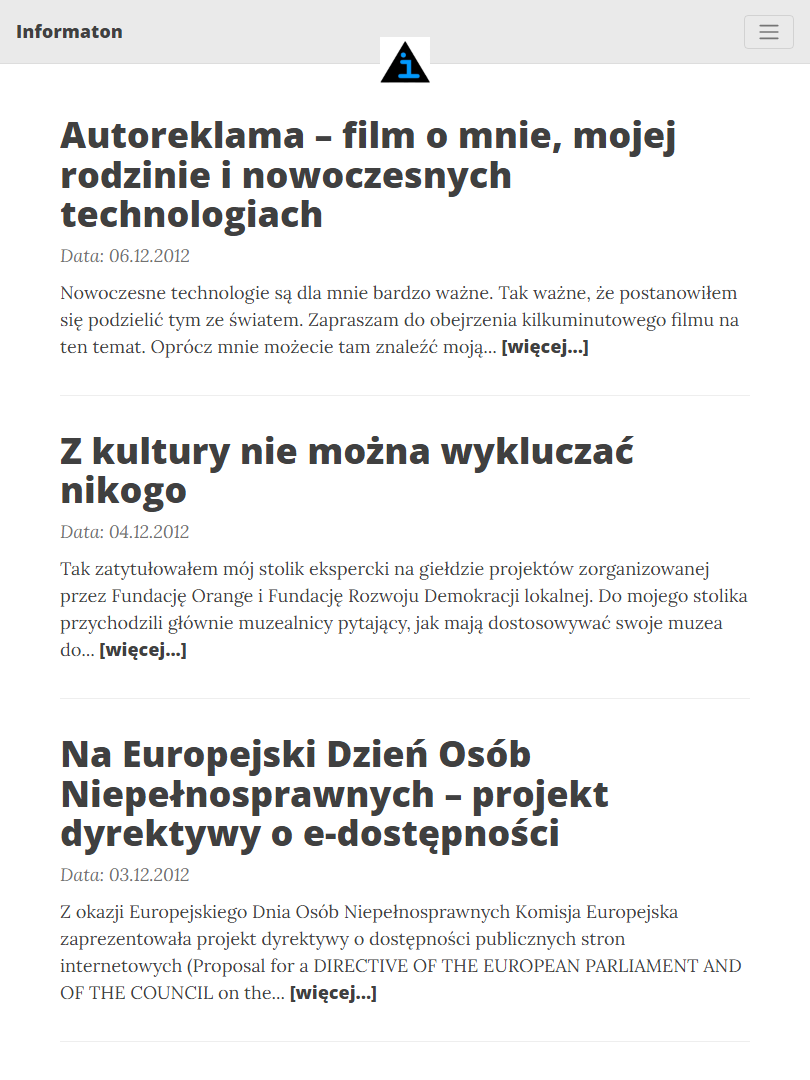 Informaton
i
Autoreklama – film o mnie, mojej
rodzinie i nowoczesnych
technologiach
Data: 06.12.2012
Nowoczesne technologie są dla mnie bardzo ważne. Tak ważne, że postanowiłem
się podzielić tym ze światem. Zapraszam do obejrzenia kilkuminutowego filmu na
ten temat. Oprócz mnie możecie tam znaleźć moją... [więcej...]
Z kultury nie można wykluczać
nikogo
Data: 04.12.2012
Tak zatytułowałem mój stolik ekspercki na giełdzie projektów zorganizowanej
przez Fundację Orange i Fundację Rozwoju Demokracji lokalnej. Do mojego stolika
przychodzili głównie muzealnicy pytający, jak mają dostosowywać swoje muzea
do... [więcej...]
Na Europejski Dzień Osób
Niepełnosprawnych – projekt
dyrektywy o e-dostępności
Data: 03.12.2012
Z okazji Europejskiego Dnia Osób Niepełnosprawnych Komisja Europejska
zaprezentowała projekt dyrektywy o dostępności publicznych stron
internetowych (Proposal for a DIRECTIVE OF THE EUROPEAN PARLIAMENT AND
OF THE COUNCIL on the... [więcej...]